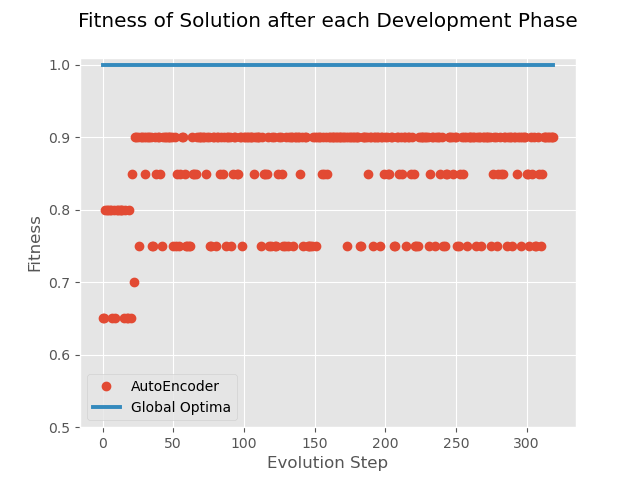 Fitness of Solution after each Development Phase
1.0
0.9
0.8
0.7
0.6
0.5
Fitness
AutoEncoder
Global Optima
0
50
100
150
200
250
300
Evolution Step